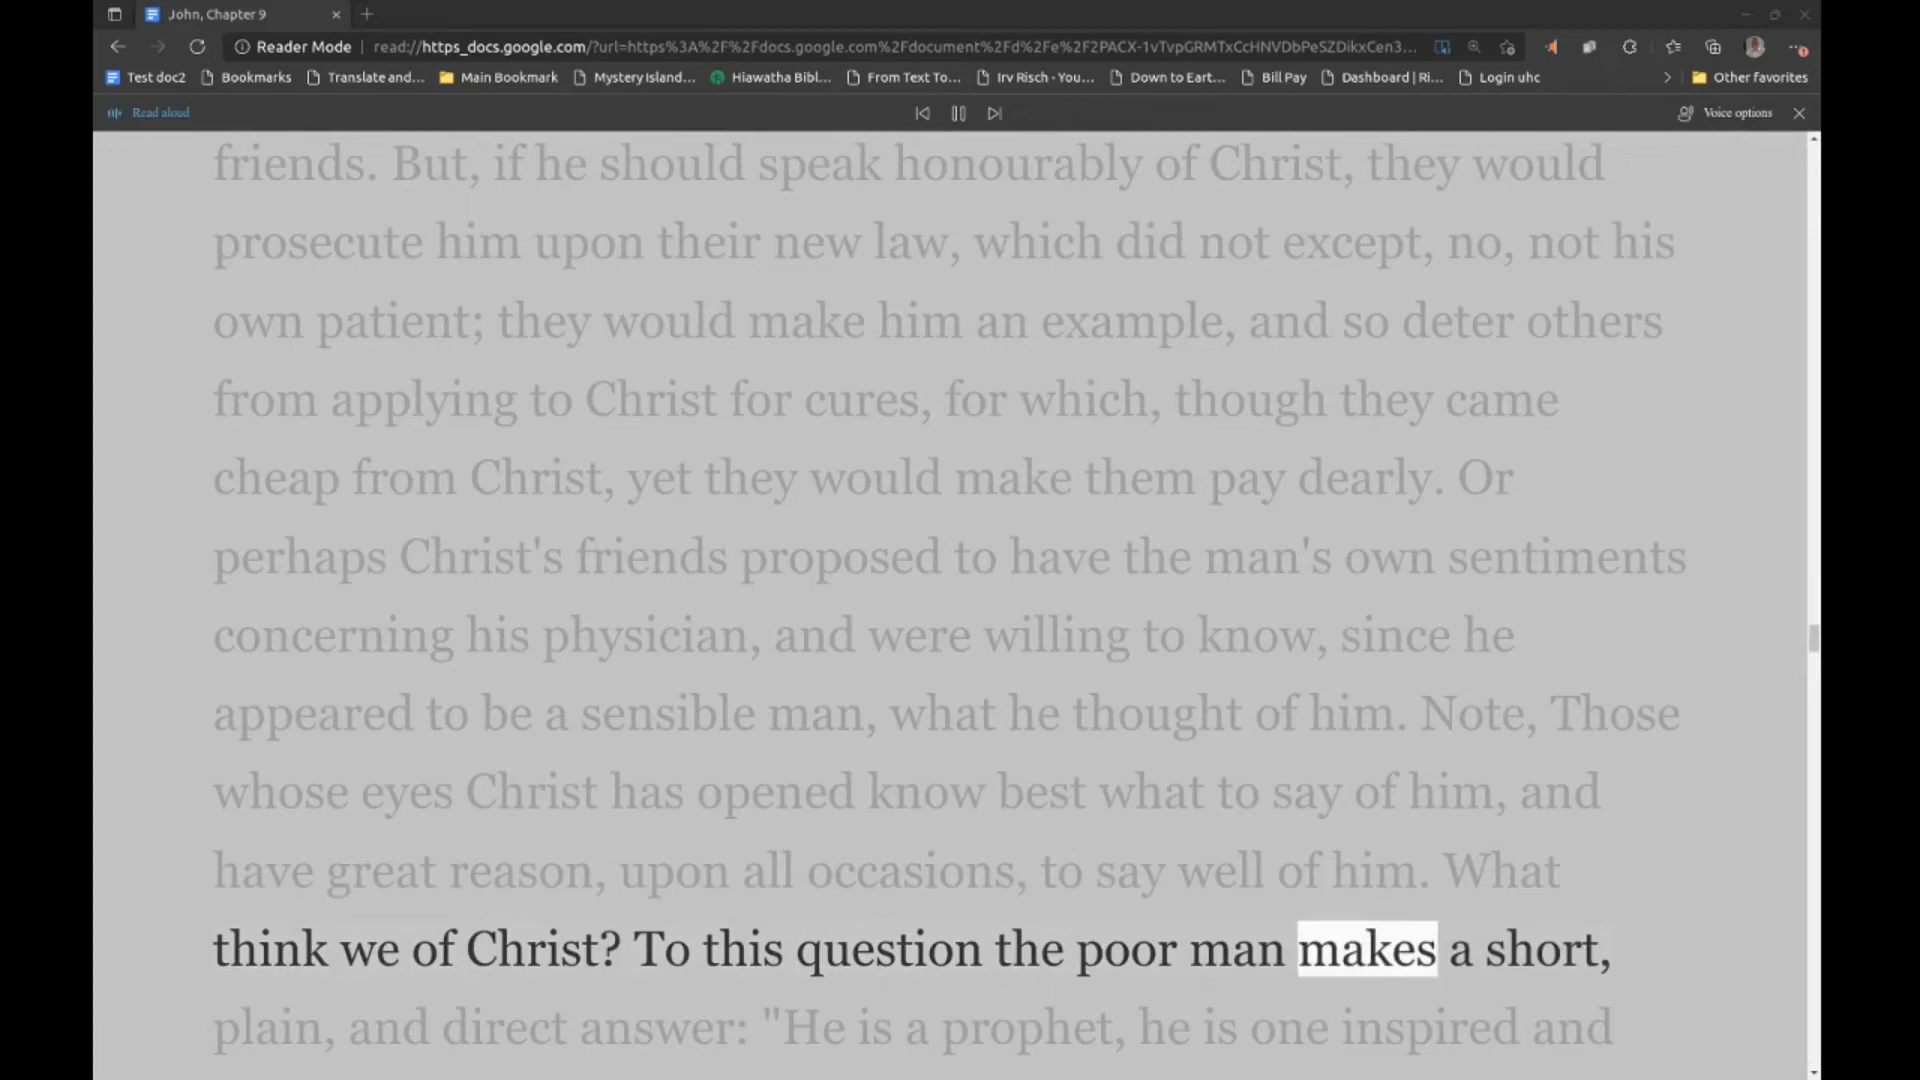 John, Chapter 9
Reader Mode
read://https_docs.google.com/?url=https%3A%2F%2Fdocs.google.com%2Fdocument%2Fd%2Fe%2F2PACX-1vTvpGRMTxCcHNVDbPeSZDikxCen3...
Test doc2
Bookmarks
Translate and...
Main Bookmark
Mystery Island...
Hiawatha Bibl...
From Text To...
Irv Risch - You...
Down to Eart...
Bill Pay
Dashboard | Ri...
Login uhc
Other favorites
Read aloud
Voice options
friends. But, if he should speak honourably of Christ, they would
prosecute him upon their new law, which did not except, no, not his
own patient; they would make him an example, and so deter others
from applying to Christ for cures, for which, though they came
cheap from Christ, yet they would make them pay dearly. Or
perhaps Christ's friends proposed to have the man's own sentiments
concerning his physician, and were willing to know, since he
appeared to be a sensible man, what he thought of him. Note, Those
whose eyes Christ has opened know best what to say of him, and
have great reason, upon all occasions, to say well of him. What
think we of Christ? To this question the poor man makes a short,
plain, and direct answer: "He is a prophet, he is one inspired and